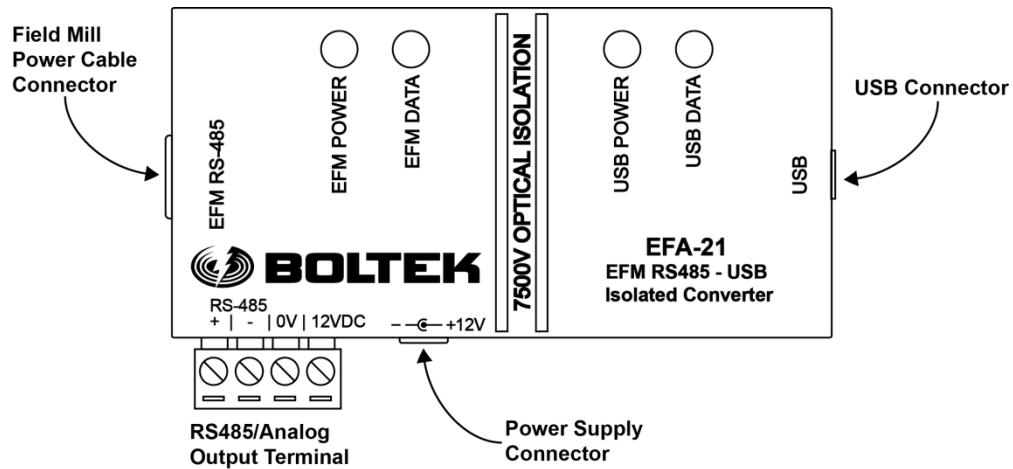 Field Mill
Power Cable
Connector
EFM RS-485
EFM POWER
EFM DATA
7500V OPTICAL ISOLATION
USB POWER
USB DATA
USB
USB Connector
BOLTEK
EFA-21
EFM RS485 - USB
Isolated Converter
RS-485
+ | - | 0V | 12VDC
- +12V
RS485/Analog
Output Terminal
Power Supply
Connector